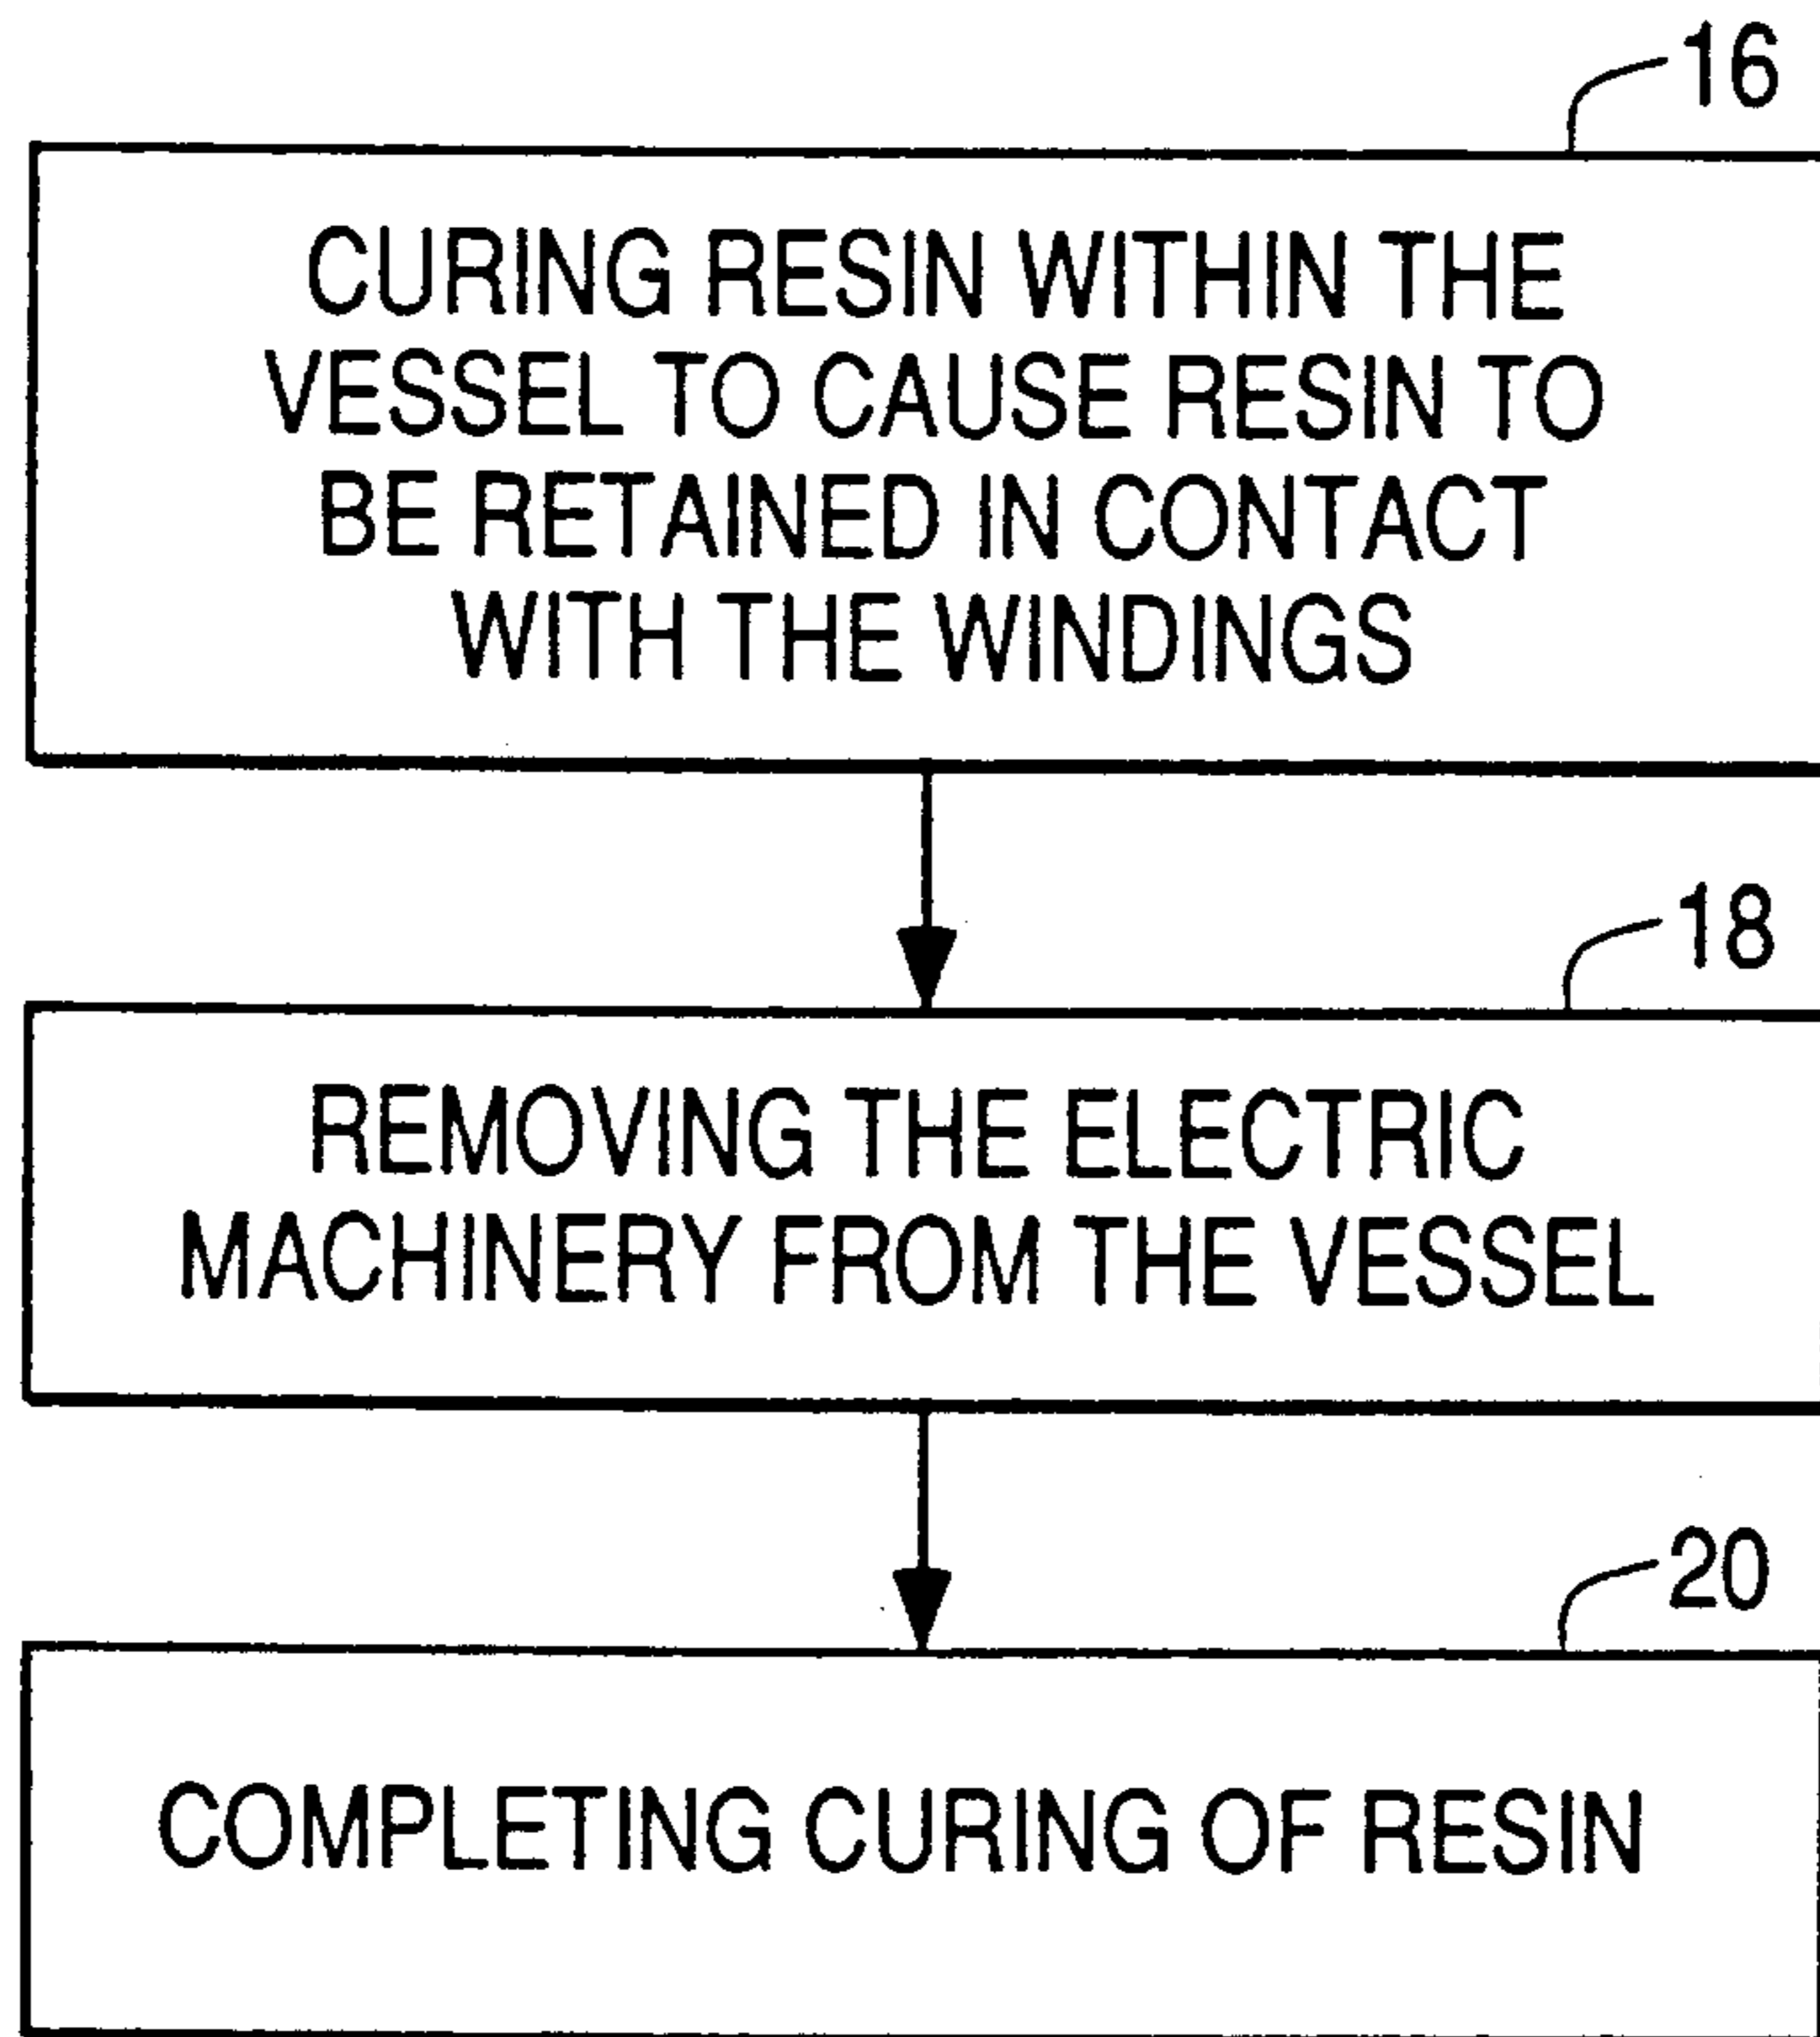 16
CURING RESIN WITHIN THE
VESSEL TO CAUSE RESIN TO
BE RETAINED IN CONTACT
WITH THE WINDINGS
18
REMOVING THE ELECTRIC
MACHINERY FROM THE VESSEL
20
COMPLETING CURING OF RESIN